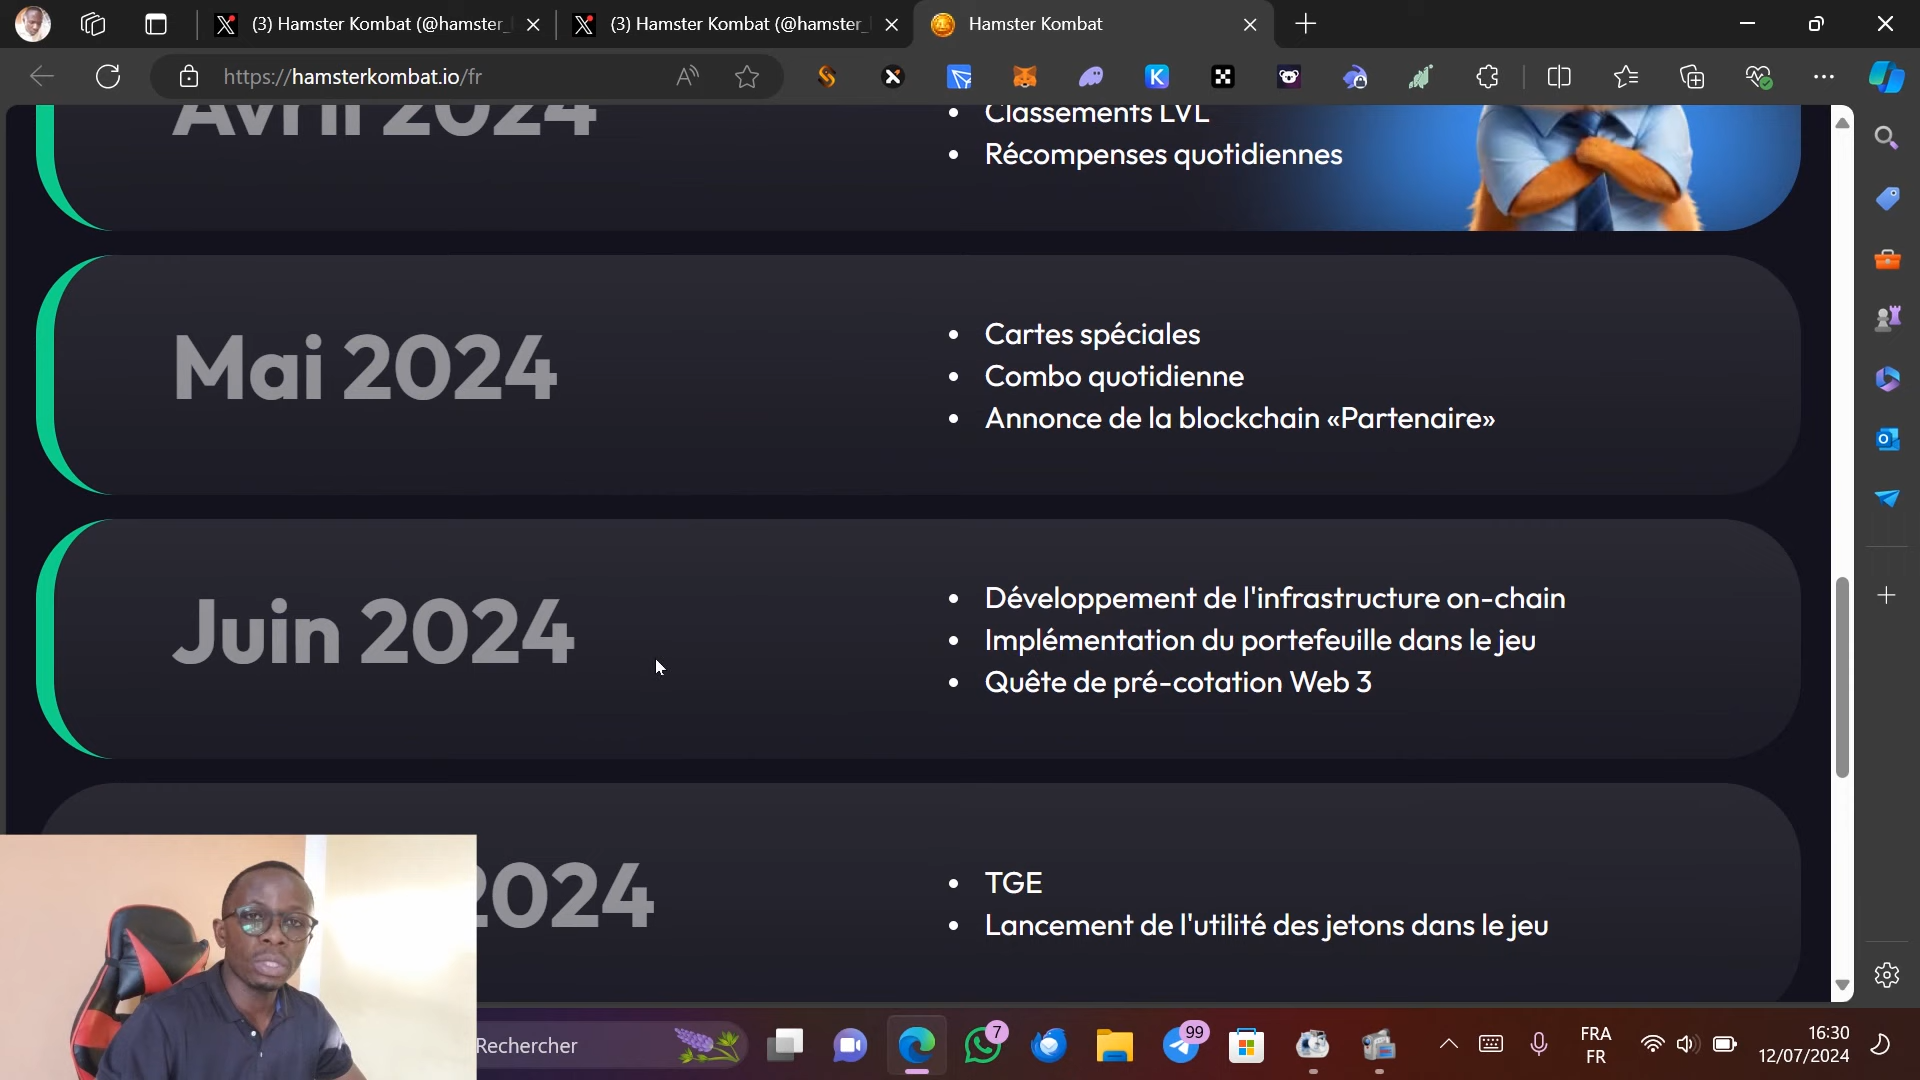 (3) Hamster Kombat (@hamster_
(3) Hamster Kombat (@hamster_
Hamster Kombat
https://hamsterkombat.io/fr
Avril 2024
Classements LVL
Récompenses quotidiennes
Mai 2024
Cartes spéciales
Combo quotidienne
Annonce de la blockchain «Partenaire»
Juin 2024
Développement de l'infrastructure on-chain
Implémentation du portefeuille dans le jeu
Quête de pré-cotation Web 3
2024
TGE
Lancement de l'utilité des jetons dans le jeu
Rechercher
7
99
FRA
FR
16:30
12/07/2024